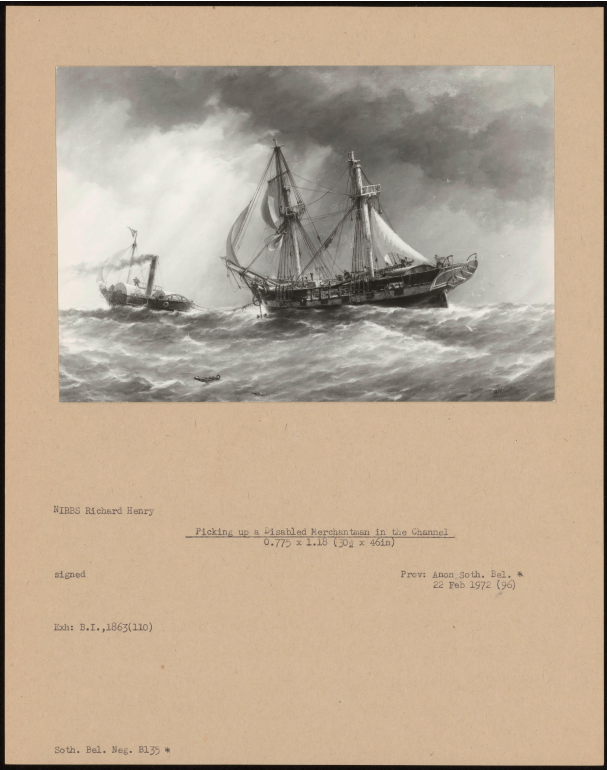 NIBBS Richard Henry
Picking up a Disabled Merchantman in the Channel
0.775 x 1.18 (30½ x 46in)
signed
Prov: Anon Soth. Bel. *
22 Feb 1972 (96)
Exh: B.I.,1863(110)
Soth. Bel. Neg. B135 *